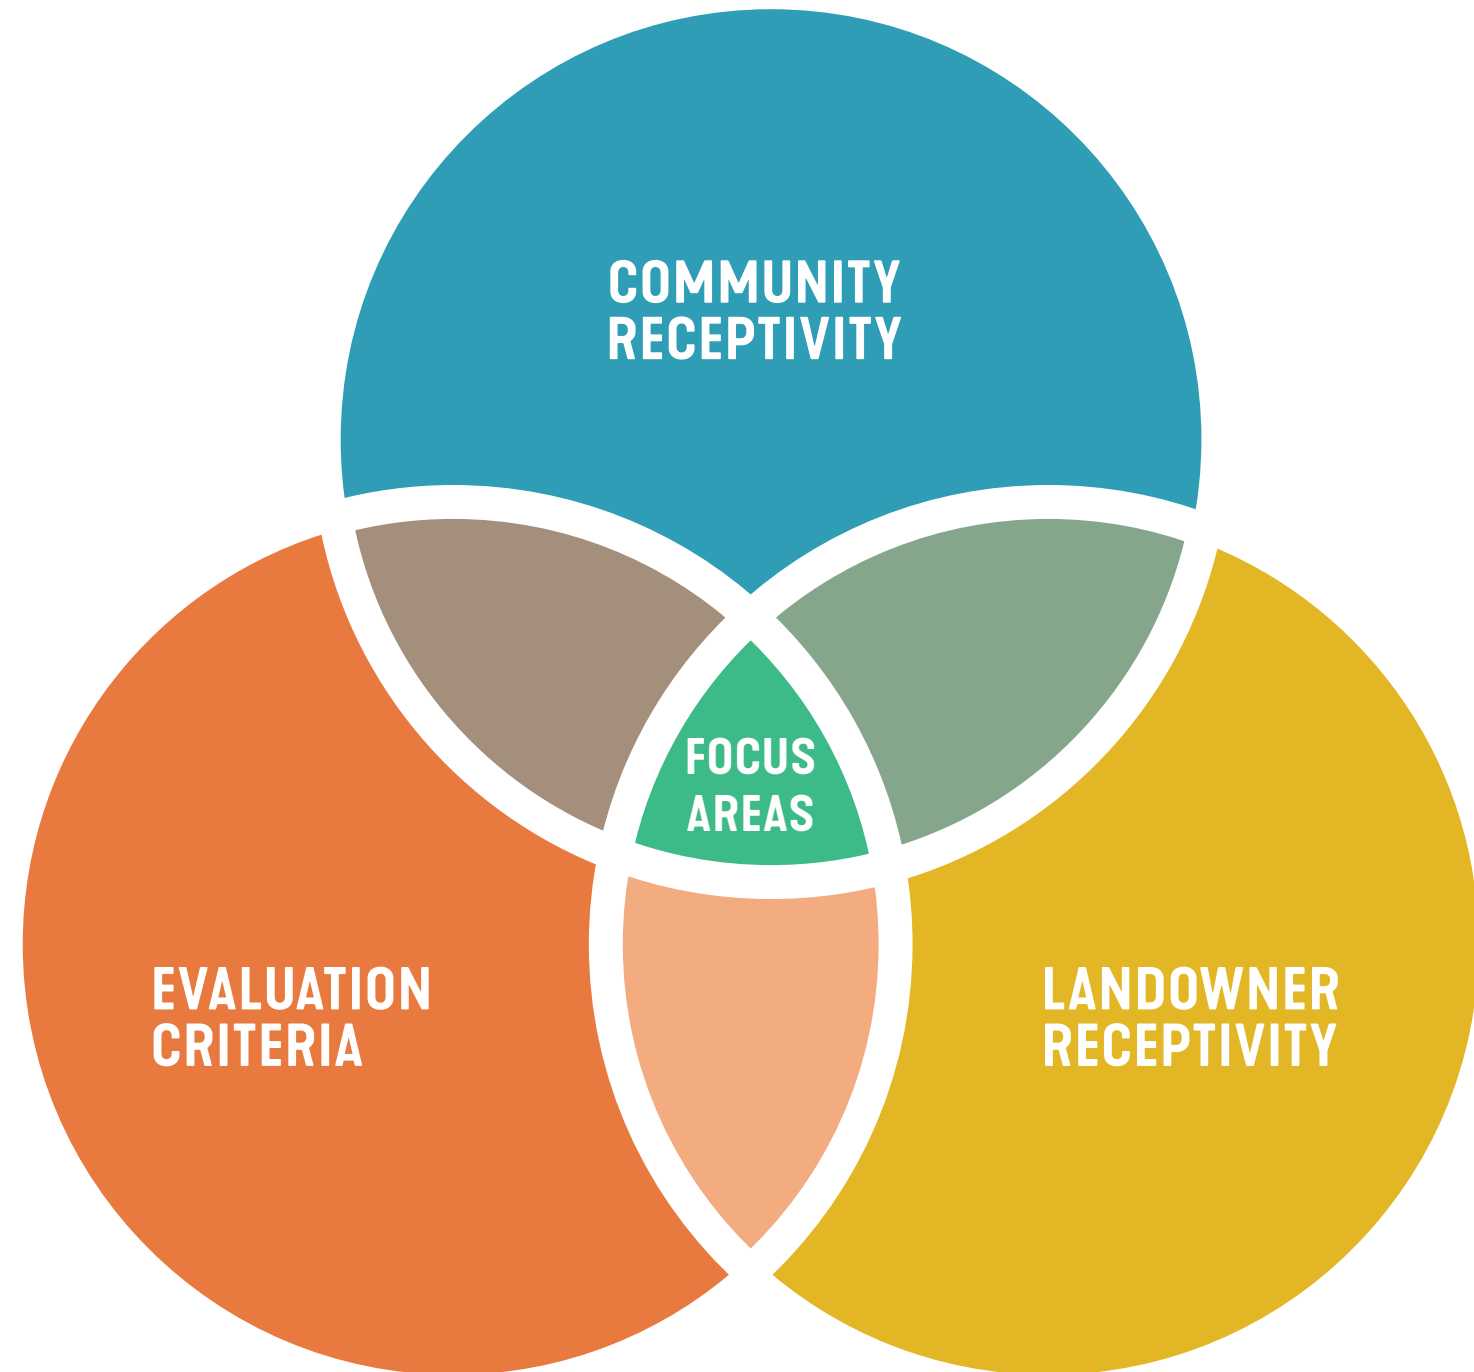 COMMUNITY
RECEPTIVITY
FOCUS
AREAS
EVALUATION
CRITERIA
LANDOWNER
RECEPTIVITY